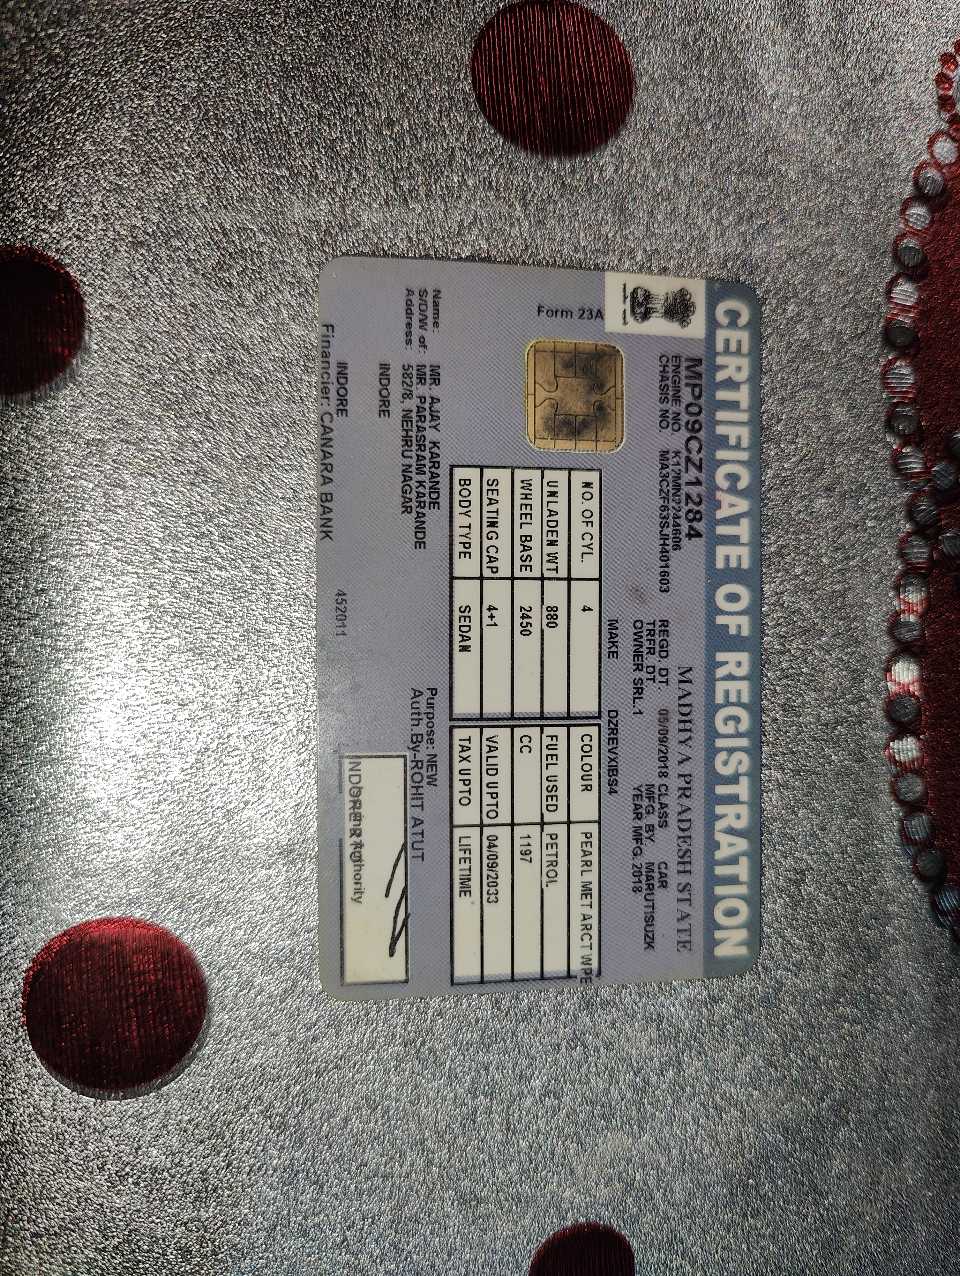 CERTIFICATE OF REGISTRATION
MP09CZ1284 MADHYA PRADESH STATE
ENGINE NO. REGD. DT. 05/09/2018 CLASS CAR
CHASIS NO. MA3CZF63SJH401603 TRFR. DT. MFG. BY. MARUTISUZK
OWNER SRL.1 YEAR MFG.2018
MAKE DZREVXIBS4
Form 23A
NO. OF CYL. 4 COLOUR PEARL MET ARCT WPE
UNLADEN WT 880 FUEL USED PETROL
WHEEL BASE 2450 CC 1197
SEATING CAP 4+1 VALID UPTO 04/09/2033
BODY TYPE SEDAN TAX UPTO LIFETIME
Name: MR. AJAY KARANDE Purpose: NEW
S/D/W of: MR. PARASRAM KARANDE Auth.By-ROHIT ATUT
Address: 582/8, NEHRU NAGAR
INDORE
INDORE 452011
Financier: CANARA BANK
INDORE RTO
Authority